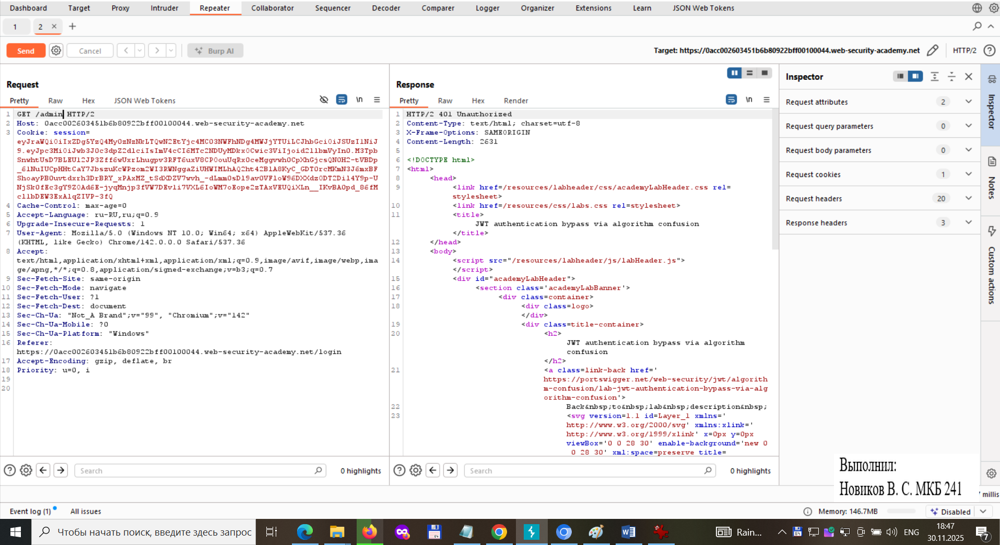 Dashboard Target Proxy Intruder Repeater Collaborator Sequencer Decoder Comparer Logger Organizer Extensions Learn JSON Web Tokens
1 2 × +
Send Cancel < > Burp AI Target: https://0acc002603451b6b80922bff00100044.web-security-academy.net HTTP/2
Request
Pretty Raw Hex JSON Web Tokens \n
1 GET /admin HTTP/2
2 Host: 0acc002603451b6b80922bff00100044.web-security-academy.net
3 Cookie: session=
4 Cache-Control: max-age=0
5 Accept-Language: ru-RU,ru;q=0.9
6 Upgrade-Insecure-Requests: 1
7 User-Agent: Mozilla/5.0 (Windows NT 10.0; Win64; x64) AppleWebKit/537.36
(KHTML, like Gecko) Chrome/142.0.0.0 Safari/537.36
8 Accept:
text/html,application/xhtml+xml,application/xml;q=0.9,image/avif,image/webp,ima
ge/apng,*/*;q=0.8,application/signed-exchange;v=b3;q=0.7
9 Sec-Fetch-Site: same-origin
10 Sec-Fetch-Mode: navigate
11 Sec-Fetch-User: ?1
12 Sec-Fetch-Dest: document
13 Sec-Ch-Ua: "Not_A Brand";v="99", "Chromium";v="142"
14 Sec-Ch-Ua-Mobile: ?0
15 Sec-Ch-Ua-Platform: "Windows"
16 Referer:
https://0acc002603451b6b80922bff00100044.web-security-academy.net/login
17 Accept-Encoding: gzip, deflate, br
18 Priority: u=0, i
19
20
Search 0 highlights
Response
Pretty Raw Hex Render \n
1 HTTP/2 401 Unauthorized
2 Content-Type: text/html; charset=utf-8
3 X-Frame-Options: SAMEORIGIN
4 Content-Length: 2631
5
6 <!DOCTYPE html>
7 <html>
8 <head>
9 <link href=/resources/labheader/css/academyLabHeader.css rel=
stylesheet>
10 <link href=/resources/css/labs.css rel=stylesheet>
11 <title>
JWT authentication bypass via algorithm confusion
</title>
12 </head>
13 <body>
14 <script src="/resources/labheader/js/labHeader.js">
</script>
15 <div id="academyLabHeader">
16 <section class='academyLabBanner'>
17 <div class=container>
18 <div class=logo>
</div>
19 <div class=title-container>
20 <h2>
JWT authentication bypass via algorithm
confusion
</h2>
21 <a class=link-back href='
https://portswigger.net/web-security/jwt/algorith
m-confusion/lab-jwt-authentication-bypass-via-alg
orithm-confusion'>
22 Back&nbsp;to&nbsp;lab&nbsp;description&nbsp;
23 <svg version=1.1 id=Layer_1 xmlns='
http://www.w3.org/2000/svg' xmlns:xlink='
http://www.w3.org/1999/xlink' x=0px y=0px
viewBox='0 0 28 30' enable-background='new 0
0 28 30' xml:space=preserve title=
Search 0 highlights
Inspector
Request attributes 2
Request query parameters 0
Request body parameters 0
Request cookies 1
Request headers 20
Response headers 3
Inspector
Notes
Custom actions
Выполнил:
Новиков В. С. МКБ 241
millis
Event log (1) All issues Memory: 146.7MB Disabled
Чтобы начать поиск, введите здесь запрос 64 Rain... 64 ENG 18:47
30.11.2025 7